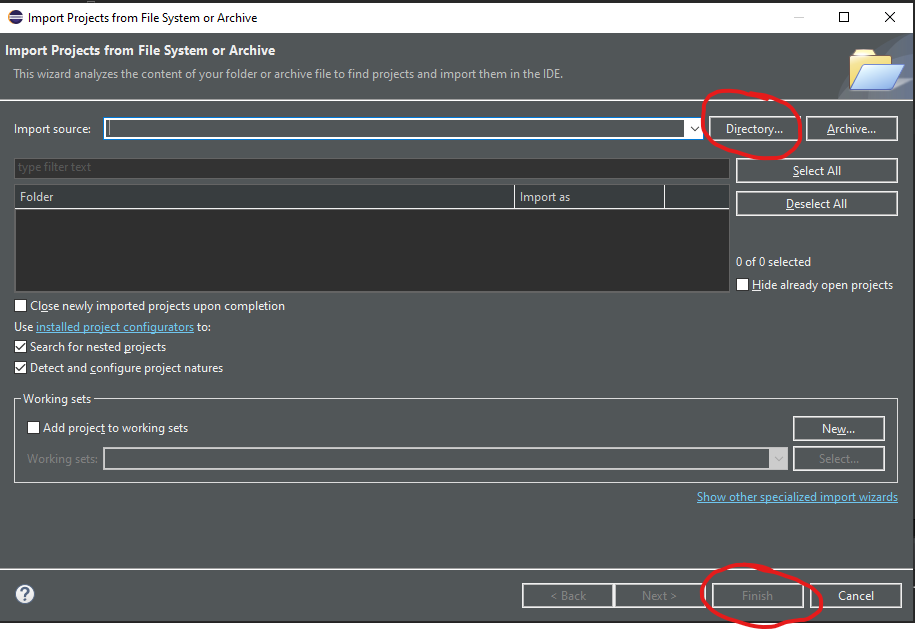 Import Projects from File System or Archive
Import Projects from File System or Archive
This wizard analyzes the content of your folder or archive file to find projects and import them in the IDE.
Import source: Directory... Archive...
type filter text Select All
Folder Import as
Deselect All
0 of 0 selected
Hide already open projects
Close newly imported projects upon completion
Use installed project configurators to:
Search for nested projects
Detect and configure project natures
Working sets
Add project to working sets New...
Working sets: Select...
Show other specialized import wizards
? < Back Next > Finish Cancel